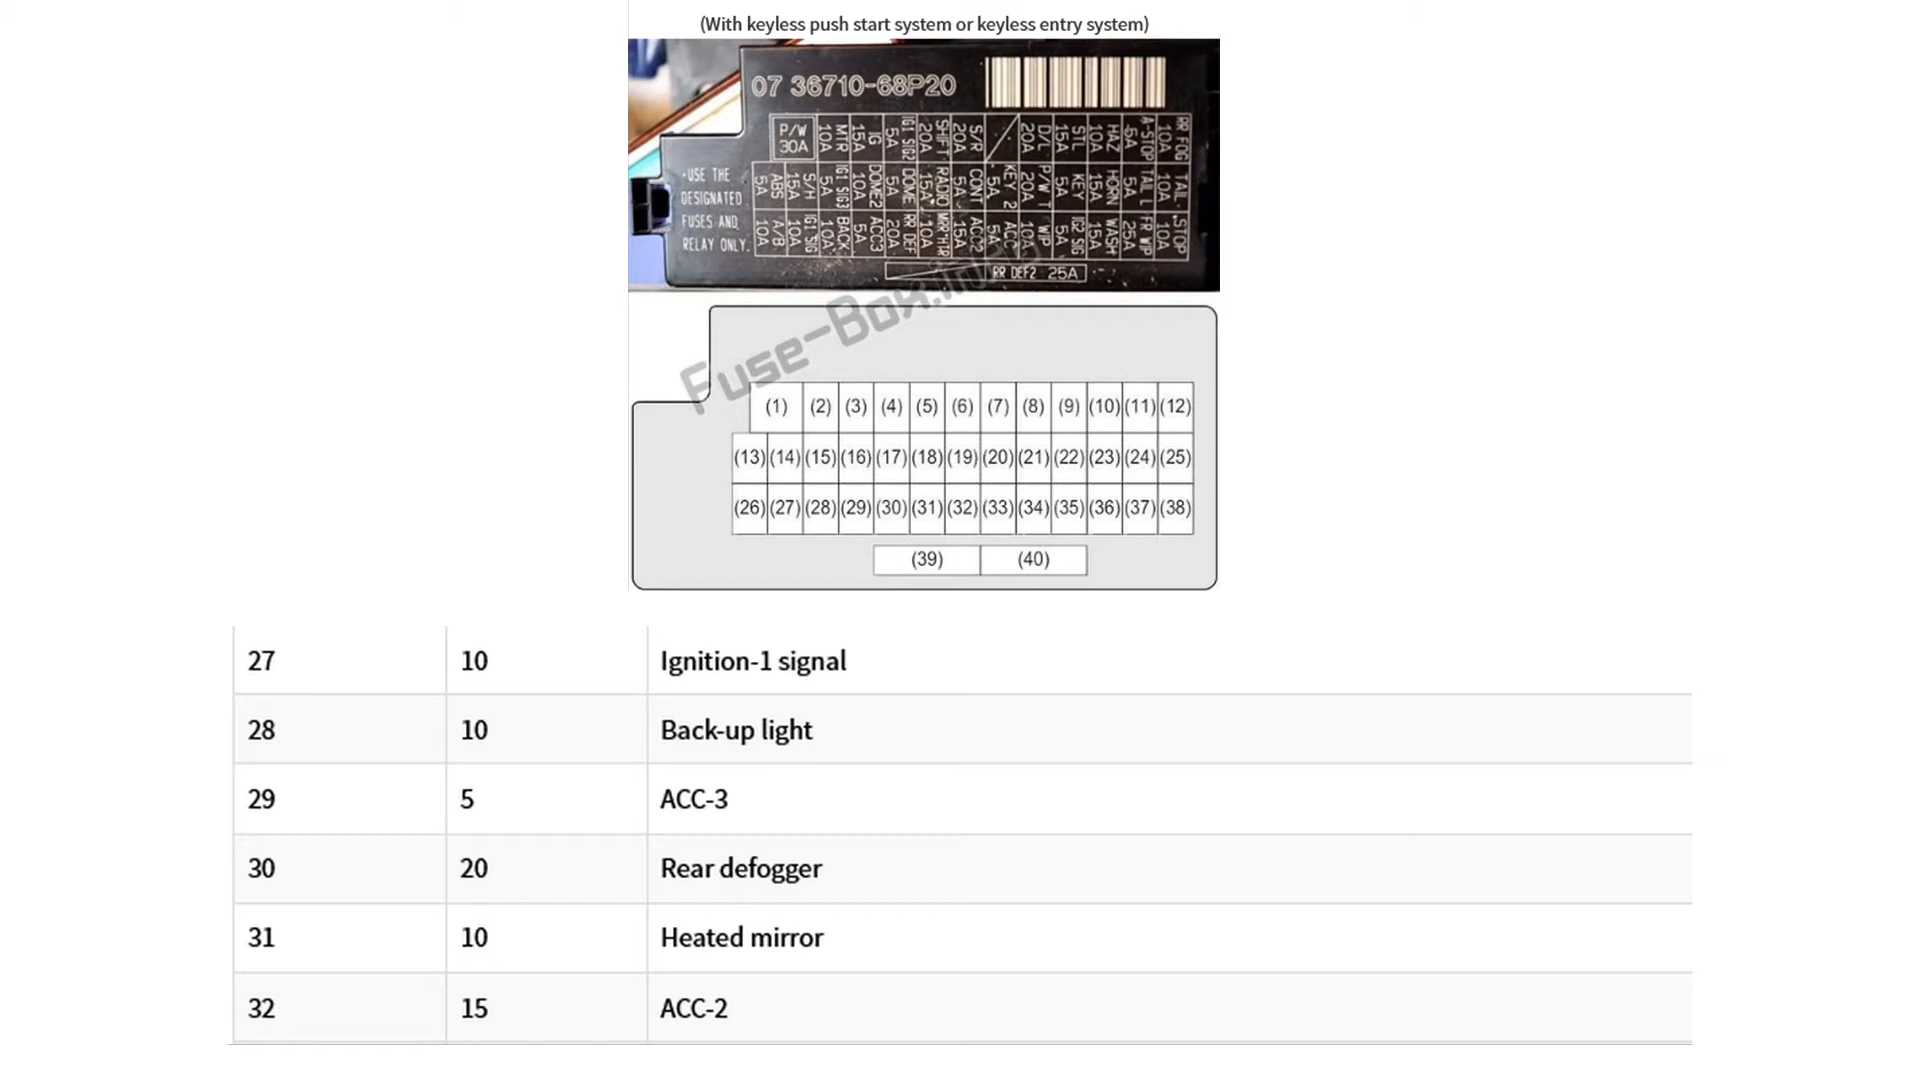 (With keyless push start system or keyless entry system)
07 36710-68P20
P/W 30A
MTR 10A
IG 15A
IG1 SIG2 5A
SHIFT 20A
S/R 20A
D/L 20A
STL 15A
HAZ 10A
A-STOP 5A
RR FOG 10A
·USE THE
DESIGNATED
FUSES AND
RELAY ONLY.
ABS 5A
S/H 15A
IG1 SIG3 5A
DOME2 10A
DOME 5A
RADIO 15A
CONT 5A
KEY 2 5A
P/W T 20A
KEY 5A
HORN 15A
TAIL L 5A
TAIL 10A
A/B 10A
IG1 SIG 10A
BACK 10A
ACC3 5A
RR DEF 20A
MRR HTR 10A
ACC2 15A
ACC 5A
WIP 10A
IG2 SIG 5A
WASH 15A
FR WIP 25A
STOP 10A
RR DEF2 25A
(1) (2) (3) (4) (5) (6) (7) (8) (9) (10) (11) (12)
(13) (14) (15) (16) (17) (18) (19) (20) (21) (22) (23) (24) (25)
(26) (27) (28) (29) (30) (31) (32) (33) (34) (35) (36) (37) (38)
(39) (40)
27 10 Ignition-1 signal
28 10 Back-up light
29 5 ACC-3
30 20 Rear defogger
31 10 Heated mirror
32 15 ACC-2